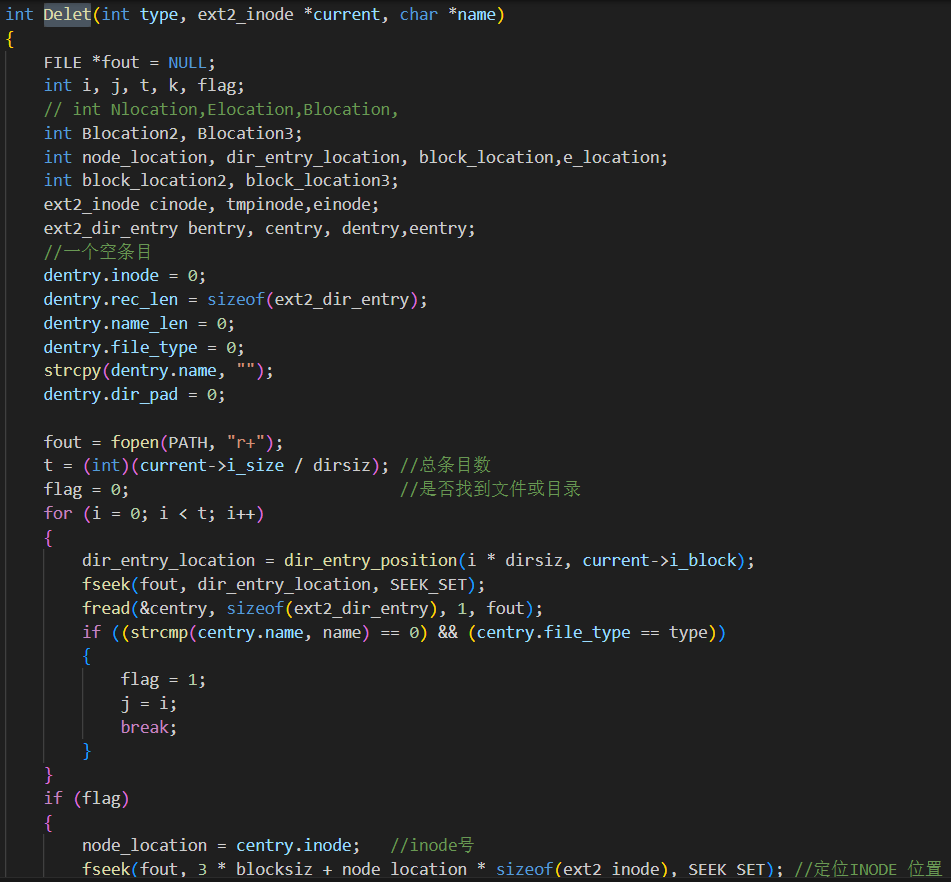 int Delet(int type, ext2_inode *current, char *name)
{
    FILE *fout = NULL;
    int i, j, t, k, flag;
    // int Nlocation,Elocation,Blocation,
    int Blocation2, Blocation3;
    int node_location, dir_entry_location, block_location,e_location;
    int block_location2, block_location3;
    ext2_inode cinode, tmpinode,einode;
    ext2_dir_entry bentry, centry, dentry,eentry;
    //一个空条目
    dentry.inode = 0;
    dentry.rec_len = sizeof(ext2_dir_entry);
    dentry.name_len = 0;
    dentry.file_type = 0;
    strcpy(dentry.name, "");
    dentry.dir_pad = 0;

    fout = fopen(PATH, "r+");
    t = (int)(current->i_size / dirsiz); //总条目数
    flag = 0;                            //是否找到文件或目录
    for (i = 0; i < t; i++)
    {
        dir_entry_location = dir_entry_position(i * dirsiz, current->i_block);
        fseek(fout, dir_entry_location, SEEK_SET);
        fread(&centry, sizeof(ext2_dir_entry), 1, fout);
        if ((strcmp(centry.name, name) == 0) && (centry.file_type == type))
        {
            flag = 1;
            j = i;
            break;
        }
    }
    if (flag)
    {
        node_location = centry.inode;   //inode号
        fseek(fout, 3 * blocksiz + node_location * sizeof(ext2_inode), SEEK_SET); //定位INODE 位置